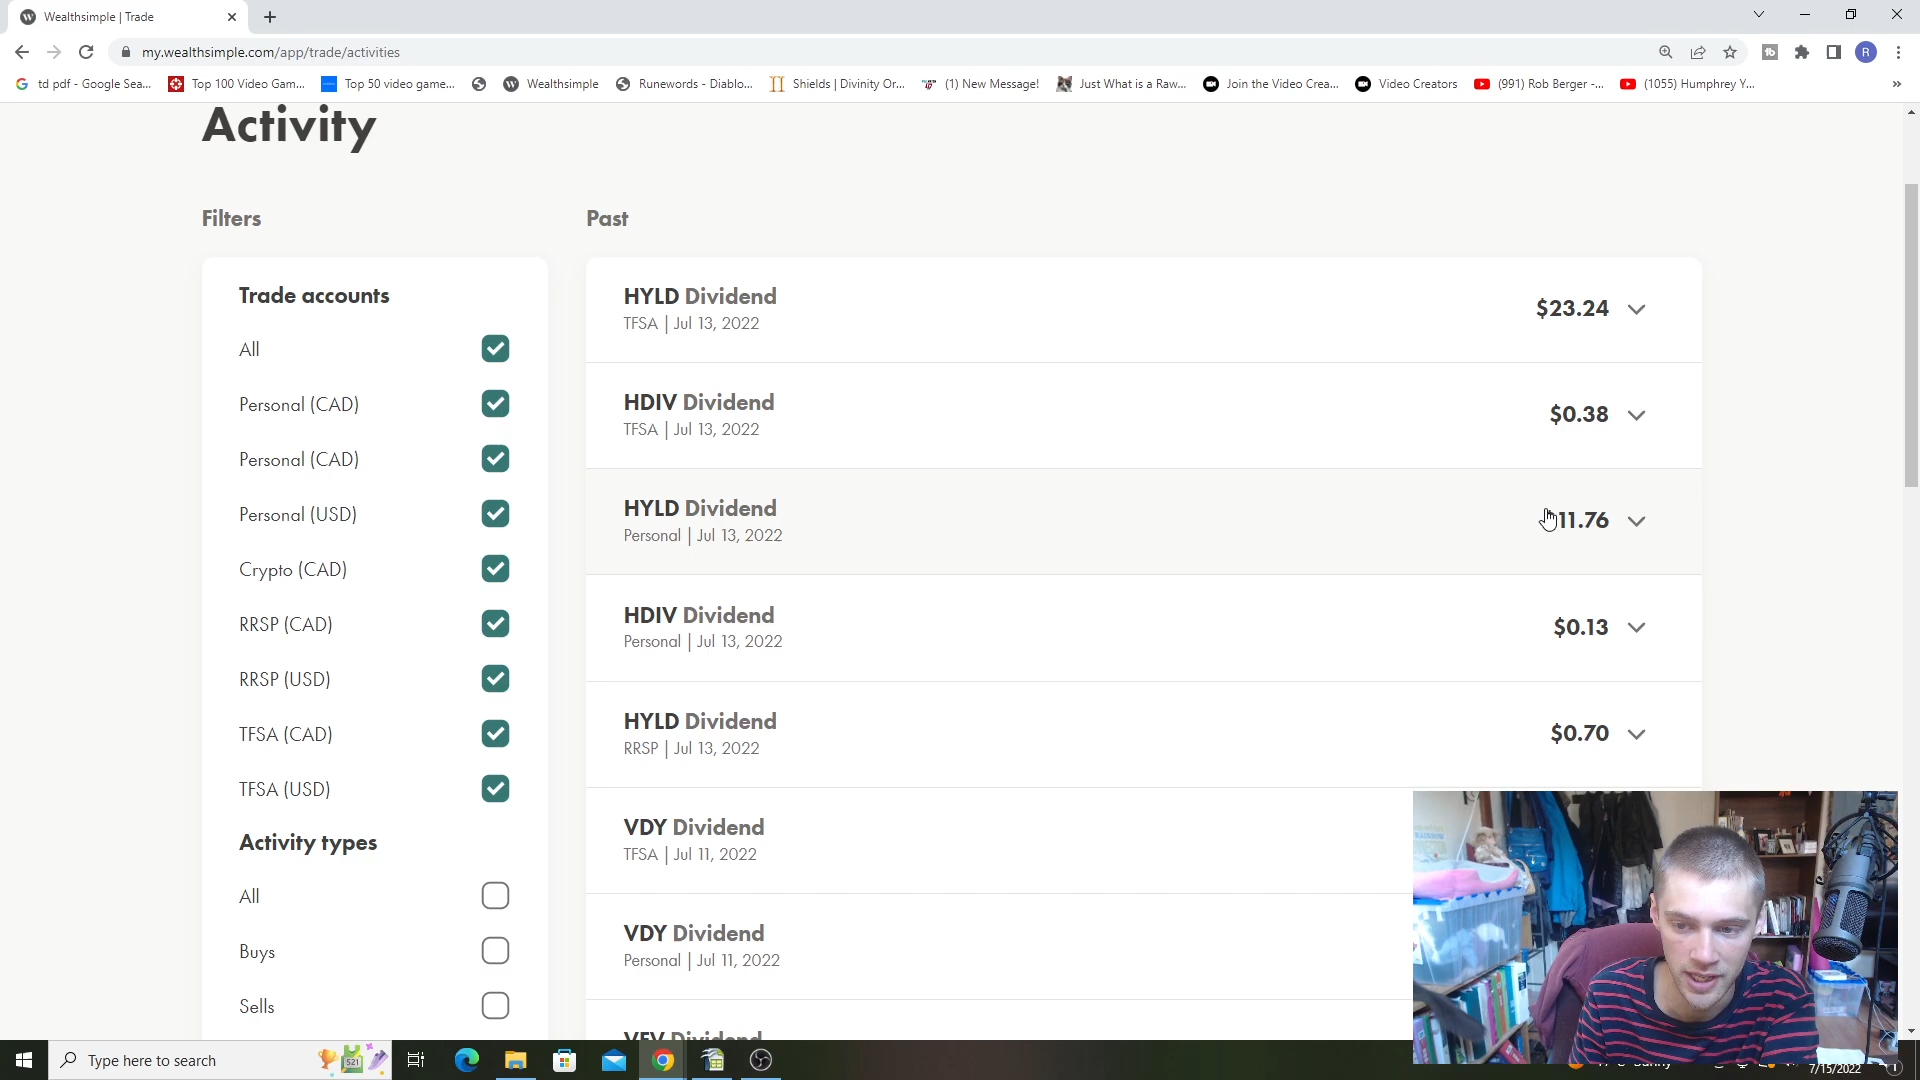 Wealthsimple | Trade
my.wealthsimple.com/app/trade/activities
td pdf - Google Sea...
Top 100 Video Gam...
Top 50 video game...
Wealthsimple
Runewords - Diablo...
Shields | Divinity Or...
(1) New Message!
Just What is a Raw...
Join the Video Crea...
Video Creators
(991) Rob Berger -...
(1055) Humphrey Y...
Activity
Filters
Past
Trade accounts
All
Personal (CAD)
Personal (CAD)
Personal (USD)
Crypto (CAD)
RRSP (CAD)
RRSP (USD)
TFSA (CAD)
TFSA (USD)
Activity types
All
Buys
Sells
HYLD Dividend
TFSA | Jul 13, 2022
$23.24
HDIV Dividend
TFSA | Jul 13, 2022
$0.38
HYLD Dividend
Personal | Jul 13, 2022
11.76
HDIV Dividend
Personal | Jul 13, 2022
$0.13
HYLD Dividend
RRSP | Jul 13, 2022
$0.70
VDY Dividend
TFSA | Jul 11, 2022
VDY Dividend
Personal | Jul 11, 2022
Dividend
Type here to search
7/15/2022